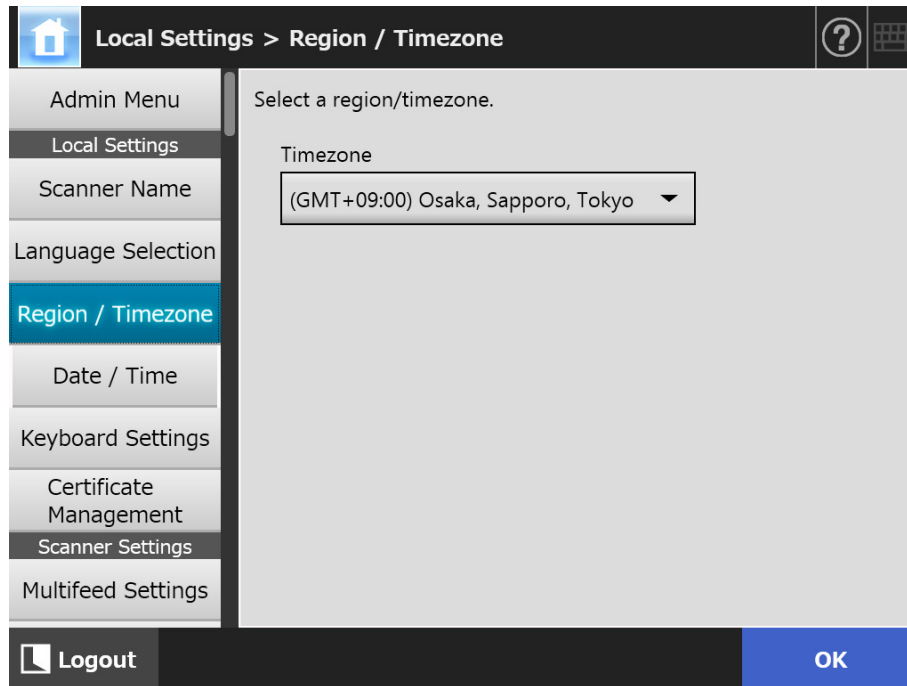 Local Settings > Region / Timezone
?
Admin Menu
Local Settings
Scanner Name
Language Selection
Region / Timezone
Date / Time
Keyboard Settings
Certificate
Management
Scanner Settings
Multifeed Settings
Select a region/timezone.
Timezone
(GMT+09:00) Osaka, Sapporo, Tokyo
Logout
OK